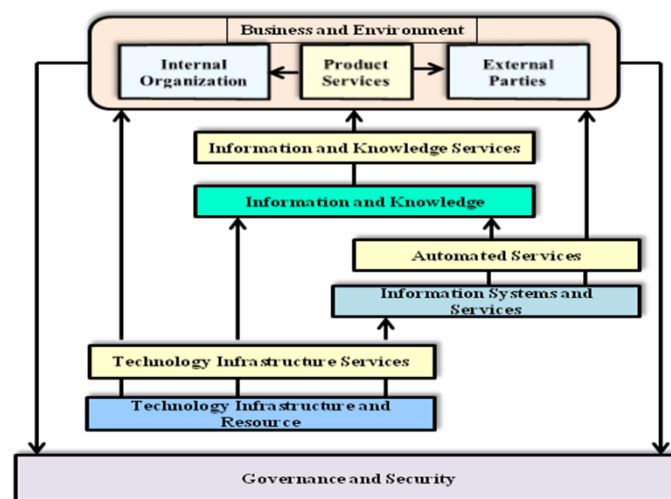 Business and Environment
Internal
Organization
Product
Services
External
Parties
Information and Knowledge Services
Information and Knowledge
Automated Services
Information Systems and
Services
Technology Infrastructure Services
Technology Infrastructure and
Resource
Governance and Security